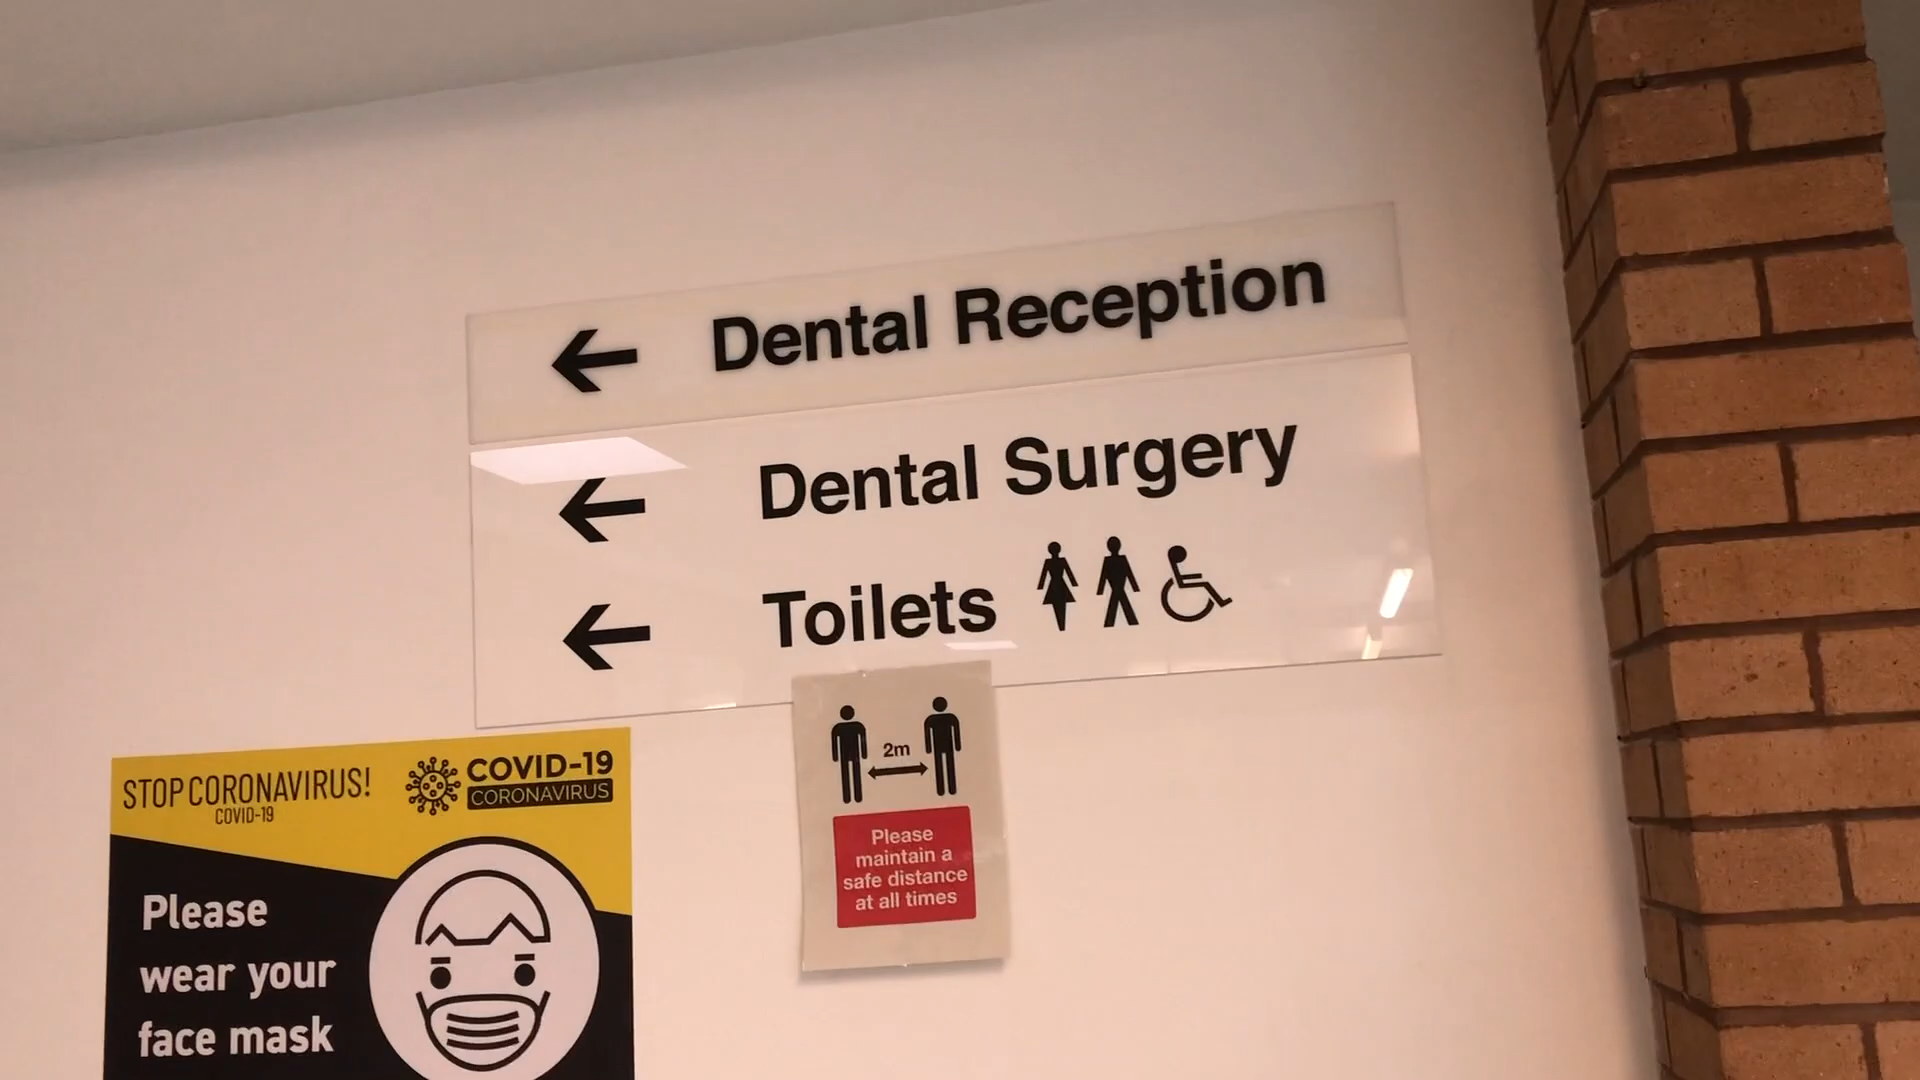 Dental Reception
Dental Surgery
Toilets
2m
Please
maintain a
safe distance
at all times
STOP CORONAVIRUS!
COVID-19
COVID-19
CORONAVIRUS
Please
wear your
face mask